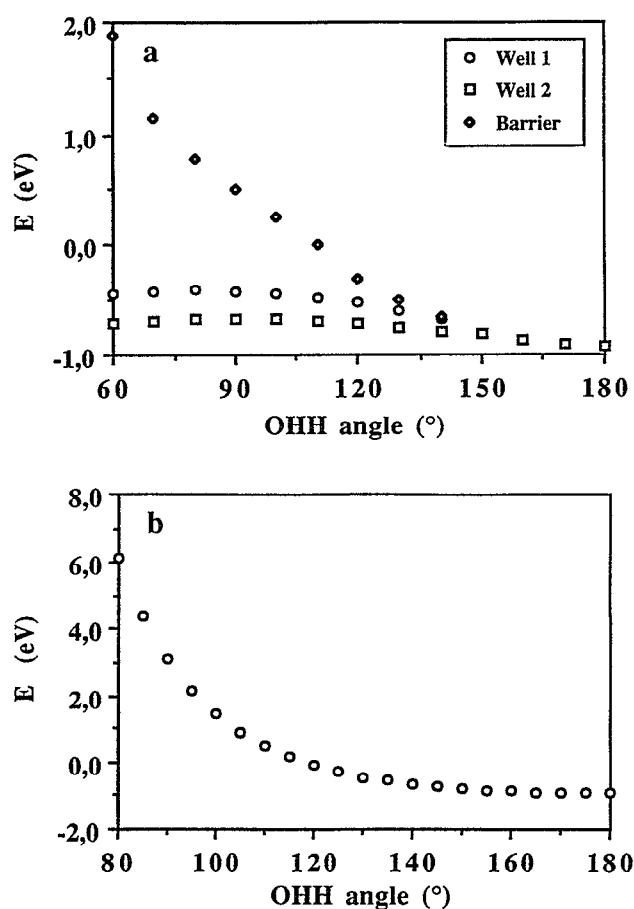 a
2,0
1,0
0,0
-1,0
E (eV)
Well 1
Well 2
Barrier
60 90 120 150 180
OHH angle (°)
b
8,0
6,0
4,0
2,0
0,0
-2,0
E (eV)
80 100 120 140 160 180
OHH angle (°)